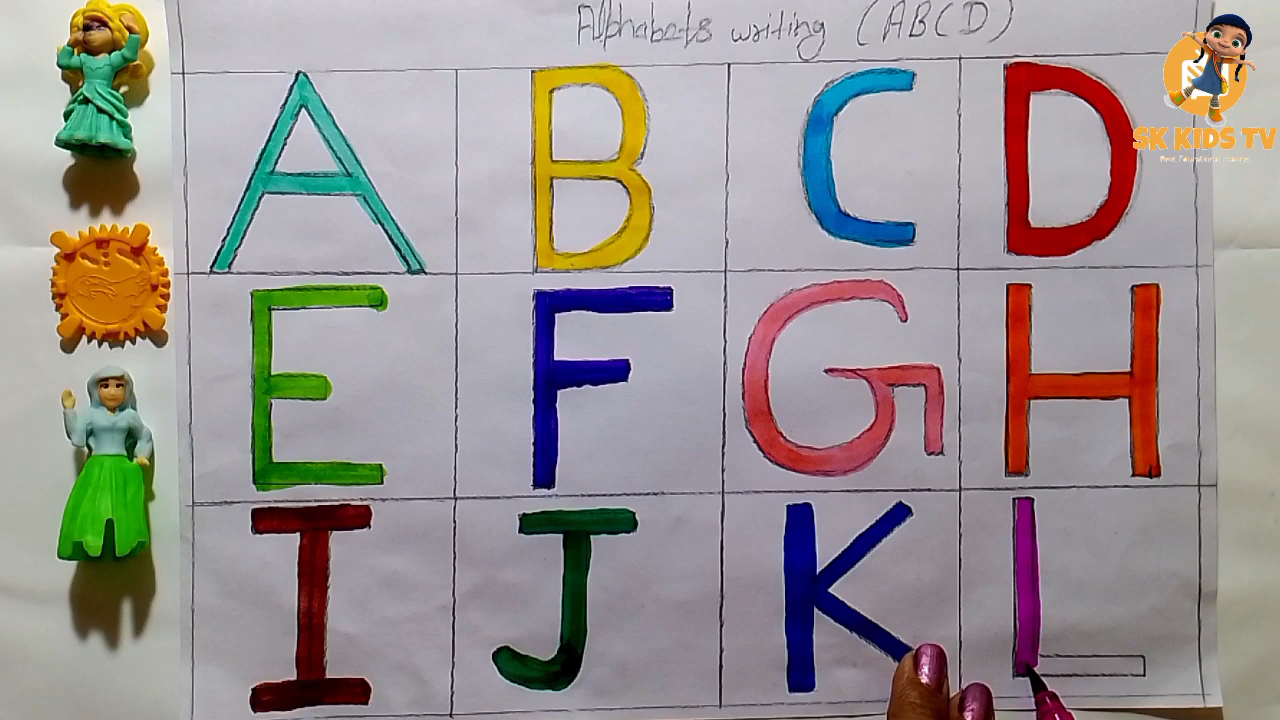 Alphabets writing (ABCD)
SK KIDS TV
A B C D
E F G H
I J K L